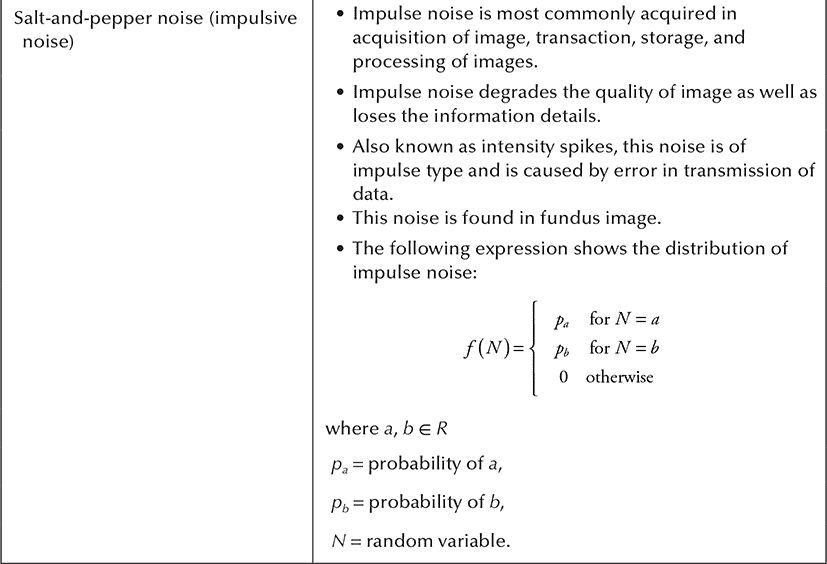 Salt-and-pepper noise (impulsive
noise)
• Impulse noise is most commonly acquired in
acquisition of image, transaction, storage, and
processing of images.
• Impulse noise degrades the quality of image as well as
loses the information details.
• Also known as intensity spikes, this noise is of
impulse type and is caused by error in transmission of
data.
• This noise is found in fundus image.
• The following expression shows the distribution of
impulse noise:
f(N) = { p_a for N = a
p_b for N = b
0 otherwise
where a, b ∈ R
p_a = probability of a,
p_b = probability of b,
N = random variable.